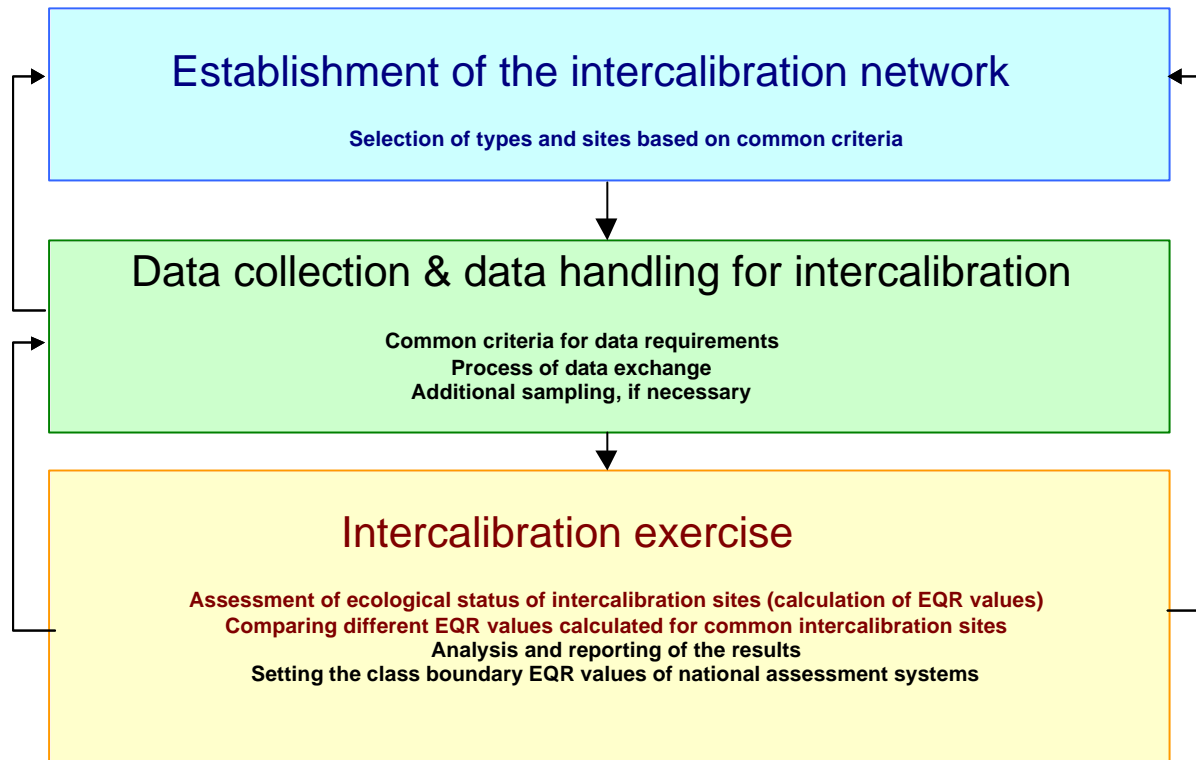 Establishment of the intercalibration network
Selection of types and sites based on common criteria
Data collection & data handling for intercalibration
Common criteria for data requirements
Process of data exchange
Additional sampling, if necessary
Intercalibration exercise
Assessment of ecological status of intercalibration sites (calculation of EQR values)
Comparing different EQR values calculated for common intercalibration sites
Analysis and reporting of the results
Setting the class boundary EQR values of national assessment systems